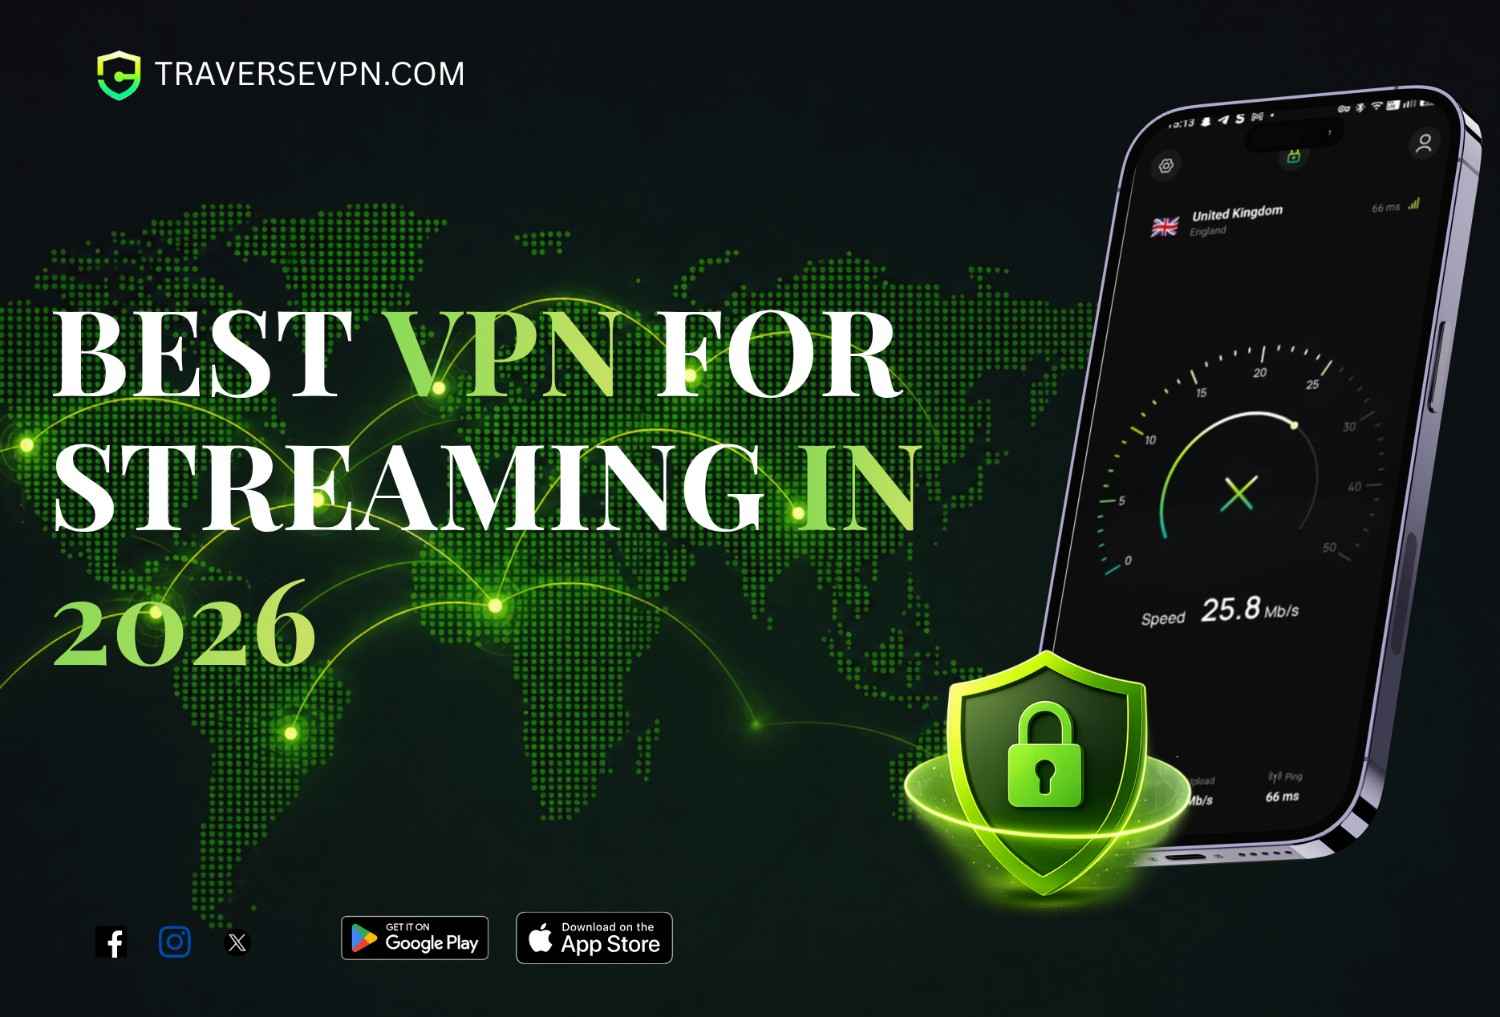 TRAVERSEVPN.COM
BEST VPN FOR
STREAMING IN
2026
GET IT ON
Google Play
Download on the
App Store
United Kingdom
England
66 ms
0
5
10
15
20
25
30
40
50
Speed 25.8 Mb/s
Ping
Mb/s
66 ms